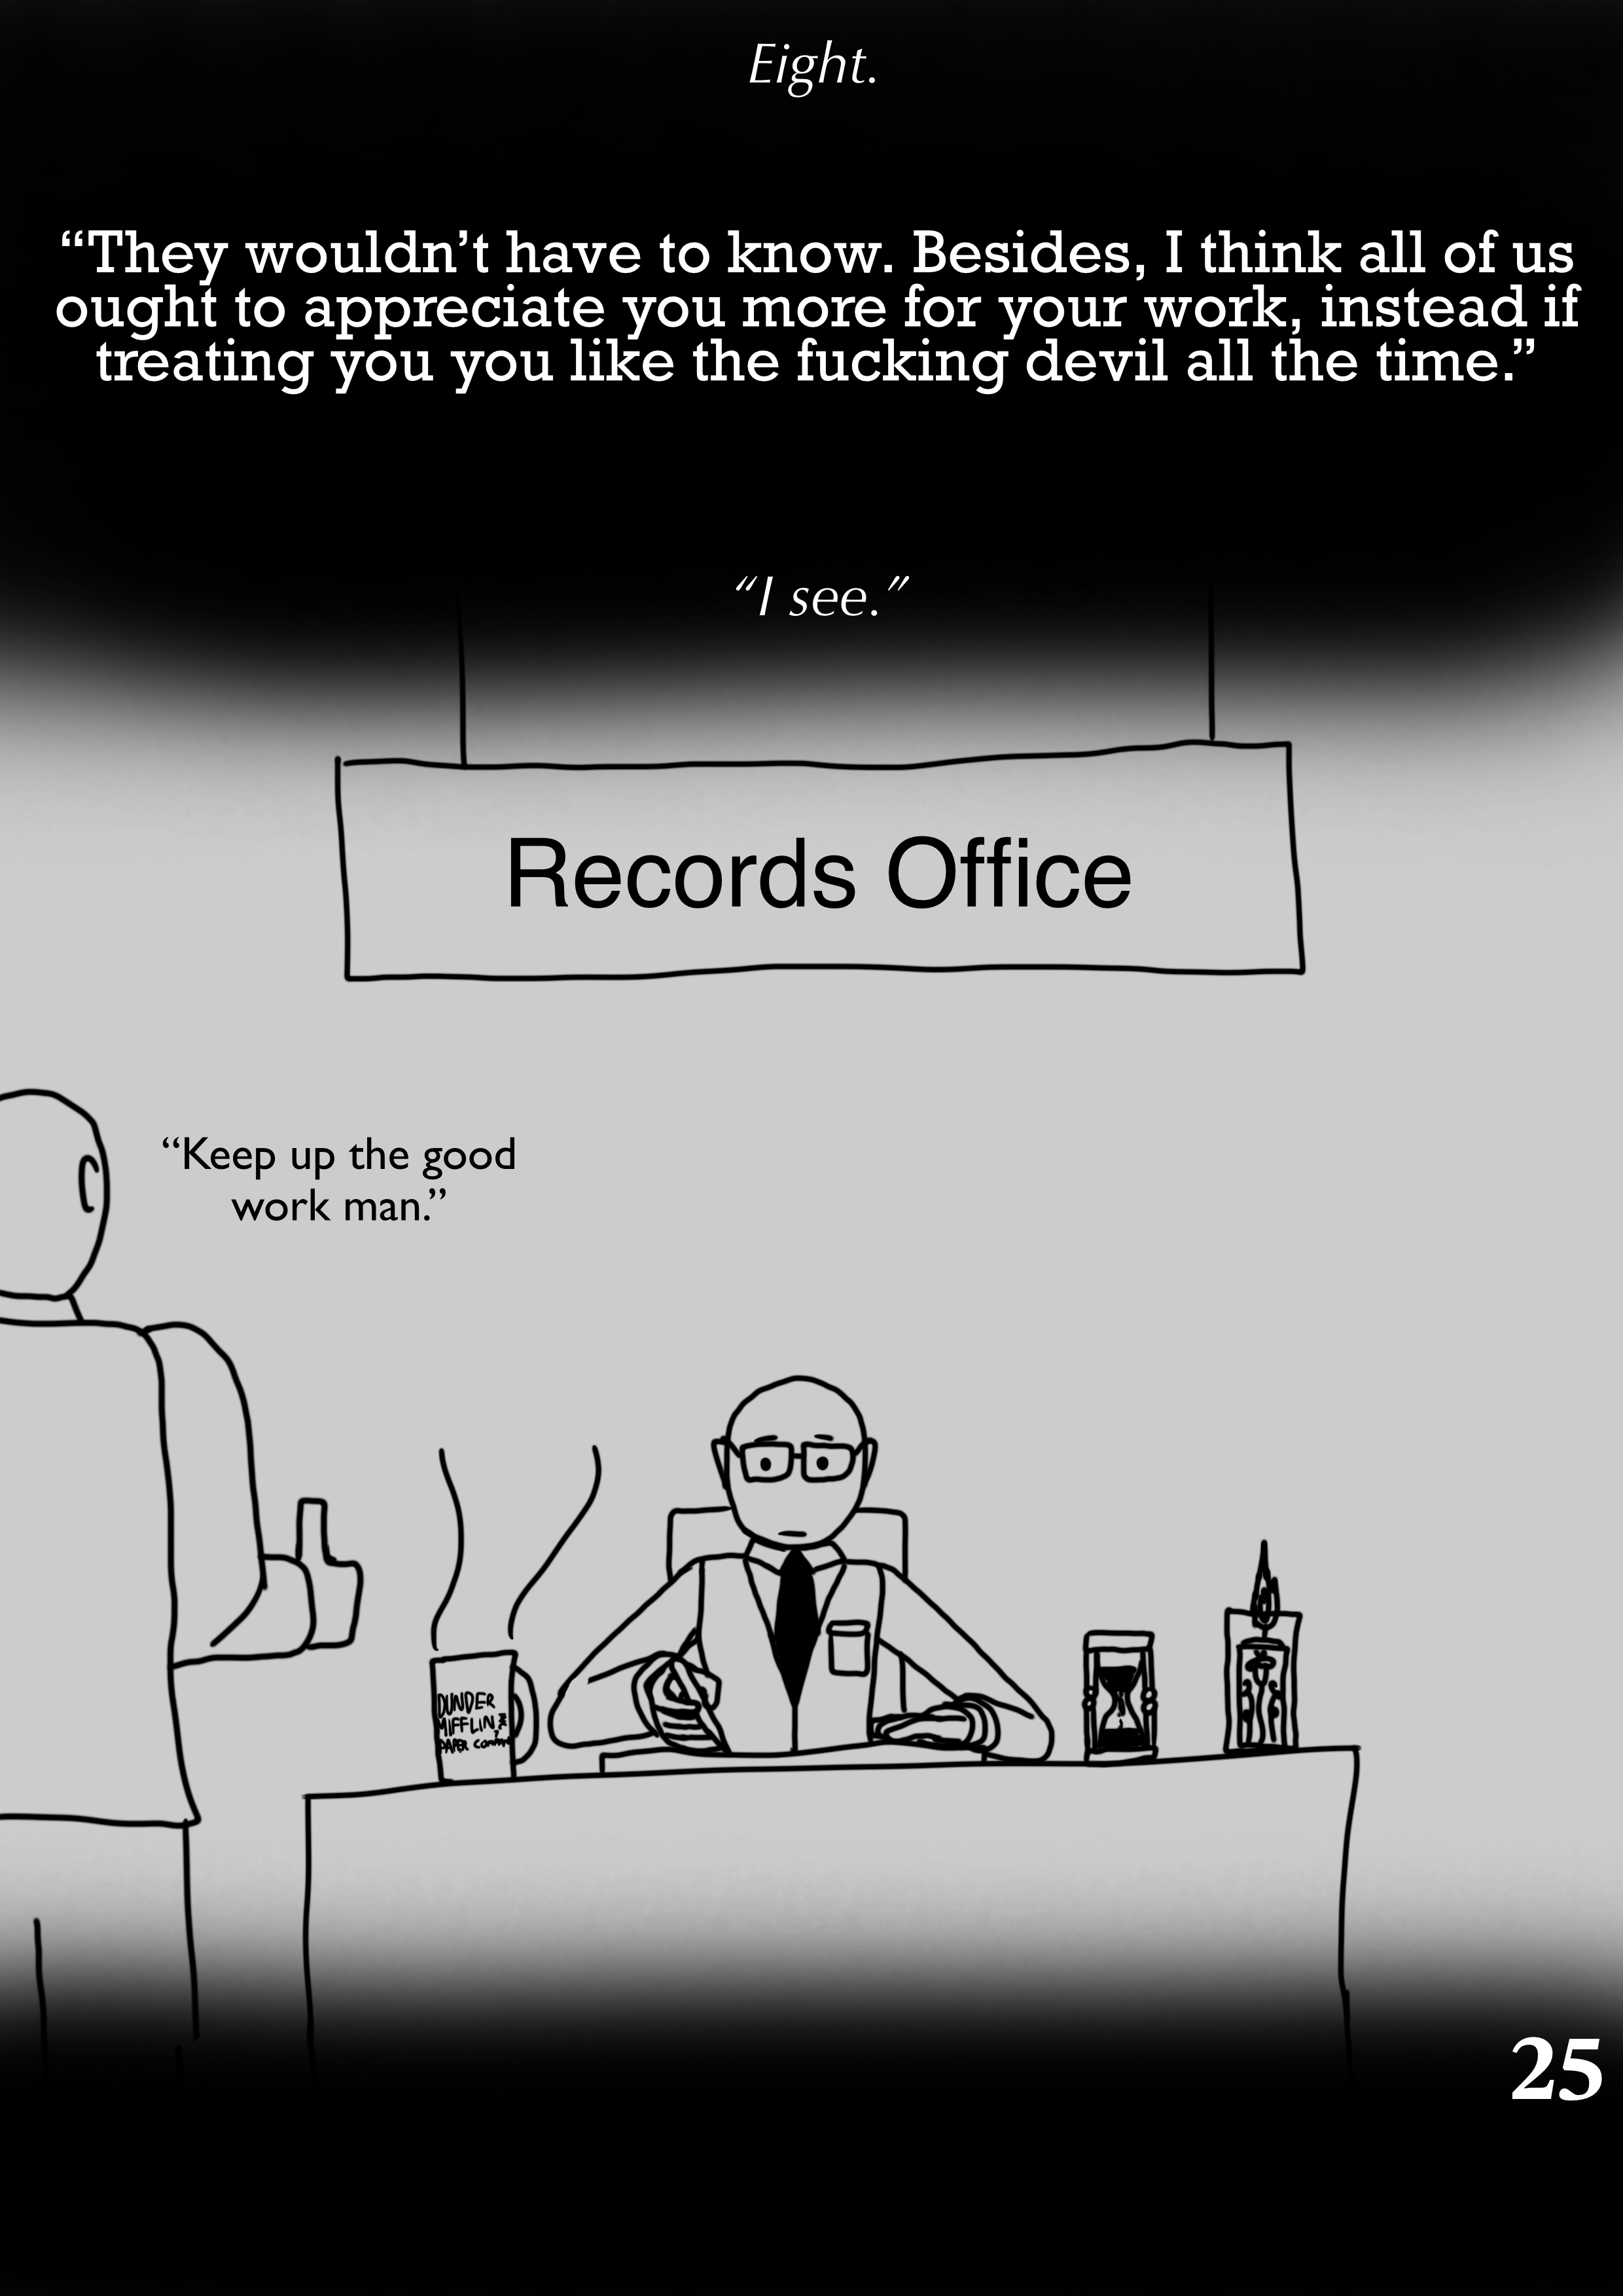 Eight.
“They wouldn’t have to know. Besides, I think all of us
ought to appreciate you more for your work, instead if
treating you you like the fucking devil all the time.”
“I see.”
Records Office
“Keep up the good
work man.”
DUNDER
MIFFLIN
PAPER
25